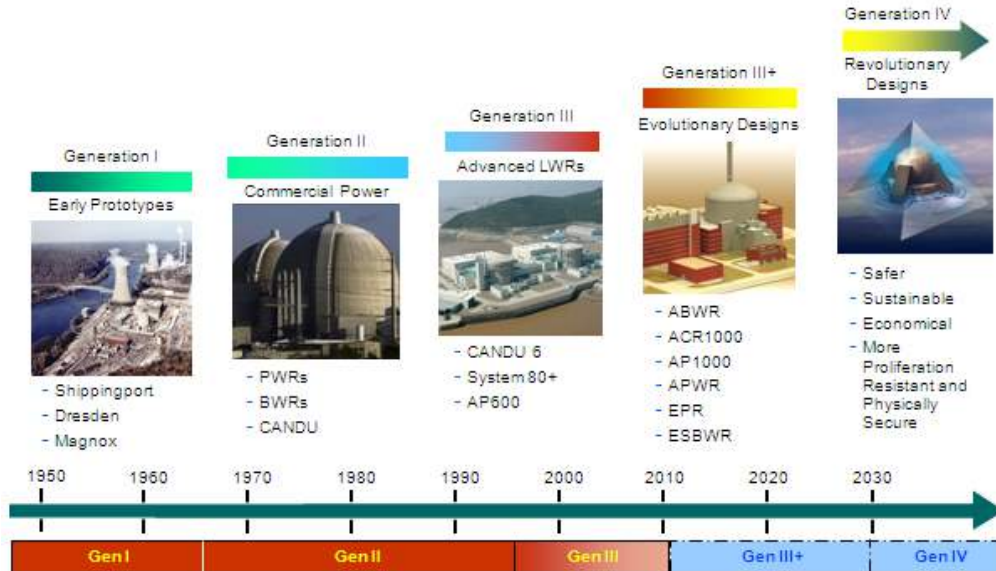 Generation I
Early Prototypes
- Shippingport
- Dresden
- Magnox
Generation II
Commercial Power
- PWRs
- BWRs
- CANDU
Generation III
Advanced LWRs
- CANDU 6
- System 80+
- AP600
Generation III+
Evolutionary Designs
- ABWR
- ACR1000
- AP1000
- APWR
- EPR
- ESBWR
Generation IV
Revolutionary
Designs
- Safer
- Sustainable
- Economical
- More
Proliferation
Resistant and
Physically
Secure
1950 1960 1970 1980 1990 2000 2010 2020 2030
Gen I Gen II Gen III Gen III+ Gen IV